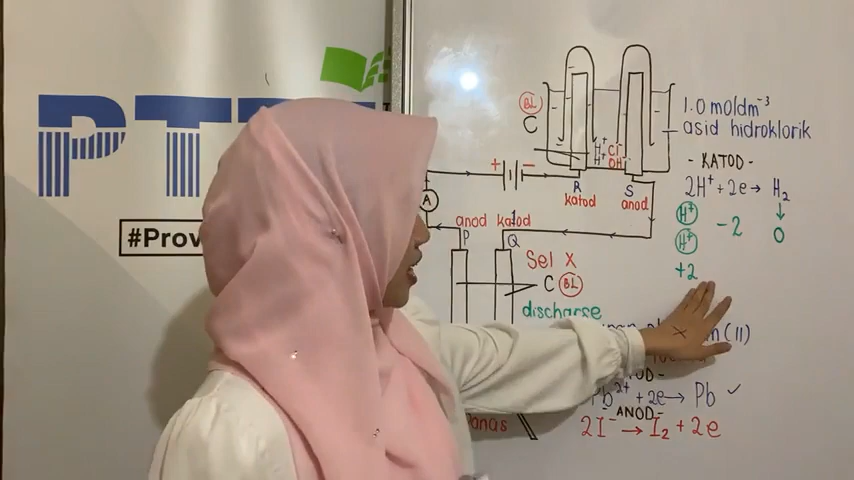 PT
#Prov
BL
C
1.0 moldm⁻³
asid hidroklorik
H⁺ Cl⁻
H⁺ OH⁻
+ −
R
katod
S
anod
- KATOD -
2H⁺ + 2e → H₂
H⁺
H⁺
+2
-2
0
A
anod
P
katod
Q
Sel X
C BL
discharge
(II)
Pb²⁺ + 2e → Pb ✓
ANOD-
2I⁻ → I₂ + 2e
Panas